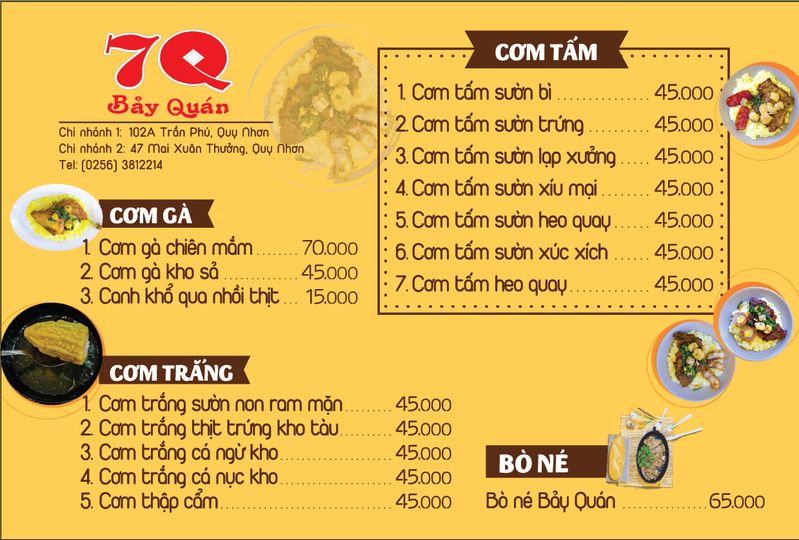 7Q
Bảy Quán
Chi nhánh 1: 102A Trần Phú, Quy Nhơn
Chi nhánh 2: 47 Mai Xuân Thưởng, Quy Nhơn
Tel: (0256) 3812214
CƠM GÀ
1. Cơm gà chiên mắm ........ 70.000
2. Cơm gà kho sả ............. 45.000
3. Canh khổ qua nhồi thịt ... 15.000
CƠM TRẮNG
1. Cơm trắng sườn non ram mặn ......... 45.000
2. Cơm trắng thịt trứng kho tàu .......... 45.000
3. Cơm trắng cá ngừ kho ................... 45.000
4. Cơm trắng cá nục kho ................... 45.000
5. Cơm thập cẩm ............................ 45.000
CƠM TẤM
1. Cơm tấm sườn bì .............. 45.000
2. Cơm tấm sườn trứng .......... 45.000
3. Cơm tấm sườn lạp xưởng ..... 45.000
4. Cơm tấm sườn xíu mại ........ 45.000
5. Cơm tấm sườn heo quay ...... 45.000
6. Cơm tấm sườn xúc xích ....... 45.000
7. Cơm tấm heo quay ............ 45.000
BÒ NÉ
Bò né Bảy Quán .............. 65.000